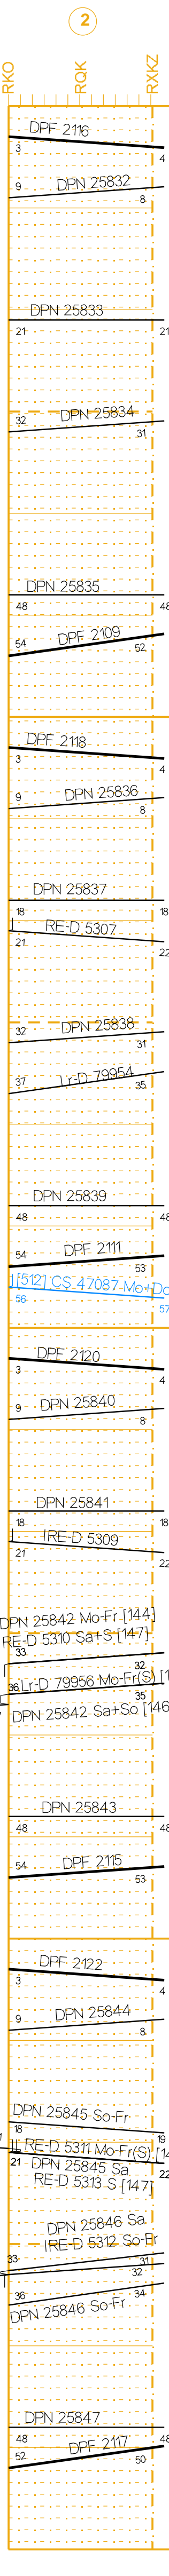 2
RKO RQK RXKZ
DPF 2116
3 4
DPN 25832
9 8
DPN 25833
21 21
DPN 25834
32 31
DPN 25835
48 48
DPF 2109
54 52
DPF 2118
3 4
DPN 25836
9 8
DPN 25837
18 18
RE-D 5307
21 22
DPN 25838
32 31
Lr-D 79954
37 35
DPN 25839
48 48
DPF 2111
54 53
[512] CS 47087 Mo+Do
56 57
DPF 2120
3 4
DPN 25840
9 8
DPN 25841
18 18
IRE-D 5309
21 22
DPN 25842 Mo-Fr [144]
RE-D 5310 Sa+S [147]
33 32
Lr-D 79956 Mo-Fr(S) [1
36 35
DPN 25842 Sa+So [146
DPN 25843
48 48
DPF 2115
54 53
DPF 2122
3 4
DPN 25844
9 8
DPN 25845 So-Fr
18 19
RE-D 5311 Mo-Fr(S) [14
21 22
DPN 25845 Sa
RE-D 5313 S [147]
DPN 25846 Sa
IRE-D 5312 So-Fr
33 31
32
36 34
DPN 25846 So-Fr
DPN 25847
48 48
DPF 2117
52 50